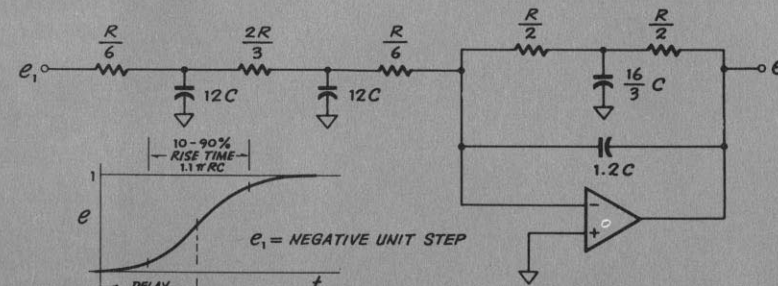 R/6
2R/3
R/6
R/2
R/2
e₁
12C
12C
16/3 C
e
1.2C
10-90%
RISE TIME
1.1πRC
1
e
e₁ = NEGATIVE UNIT STEP
-
+
DELAY
t